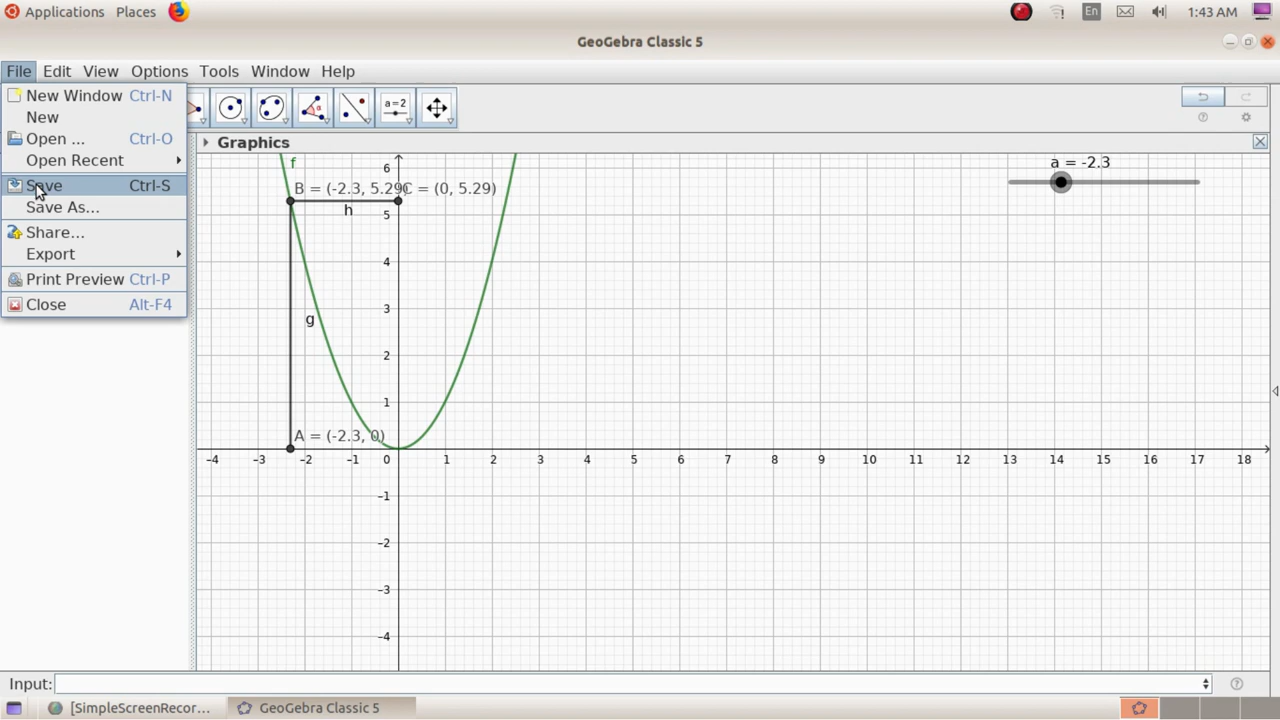 Applications Places En 1:43 AM
GeoGebra Classic 5
File Edit View Options Tools Window Help
New Window Ctrl-N
New
Open ... Ctrl-O
Open Recent
Save Ctrl-S
Save As...
Share...
Export
Print Preview Ctrl-P
Close Alt-F4
a=2
Graphics
a = -2.3
f
B = (-2.3, 5.29) C = (0, 5.29)
h
g
A = (-2.3, 0)
6
5
4
3
2
1
-4 -3 -2 -1 0 1 2 3 4 5 6 7 8 9 10 11 12 13 14 15 16 17 18
-1
-2
-3
-4
Input:
[SimpleScreenRecor... GeoGebra Classic 5